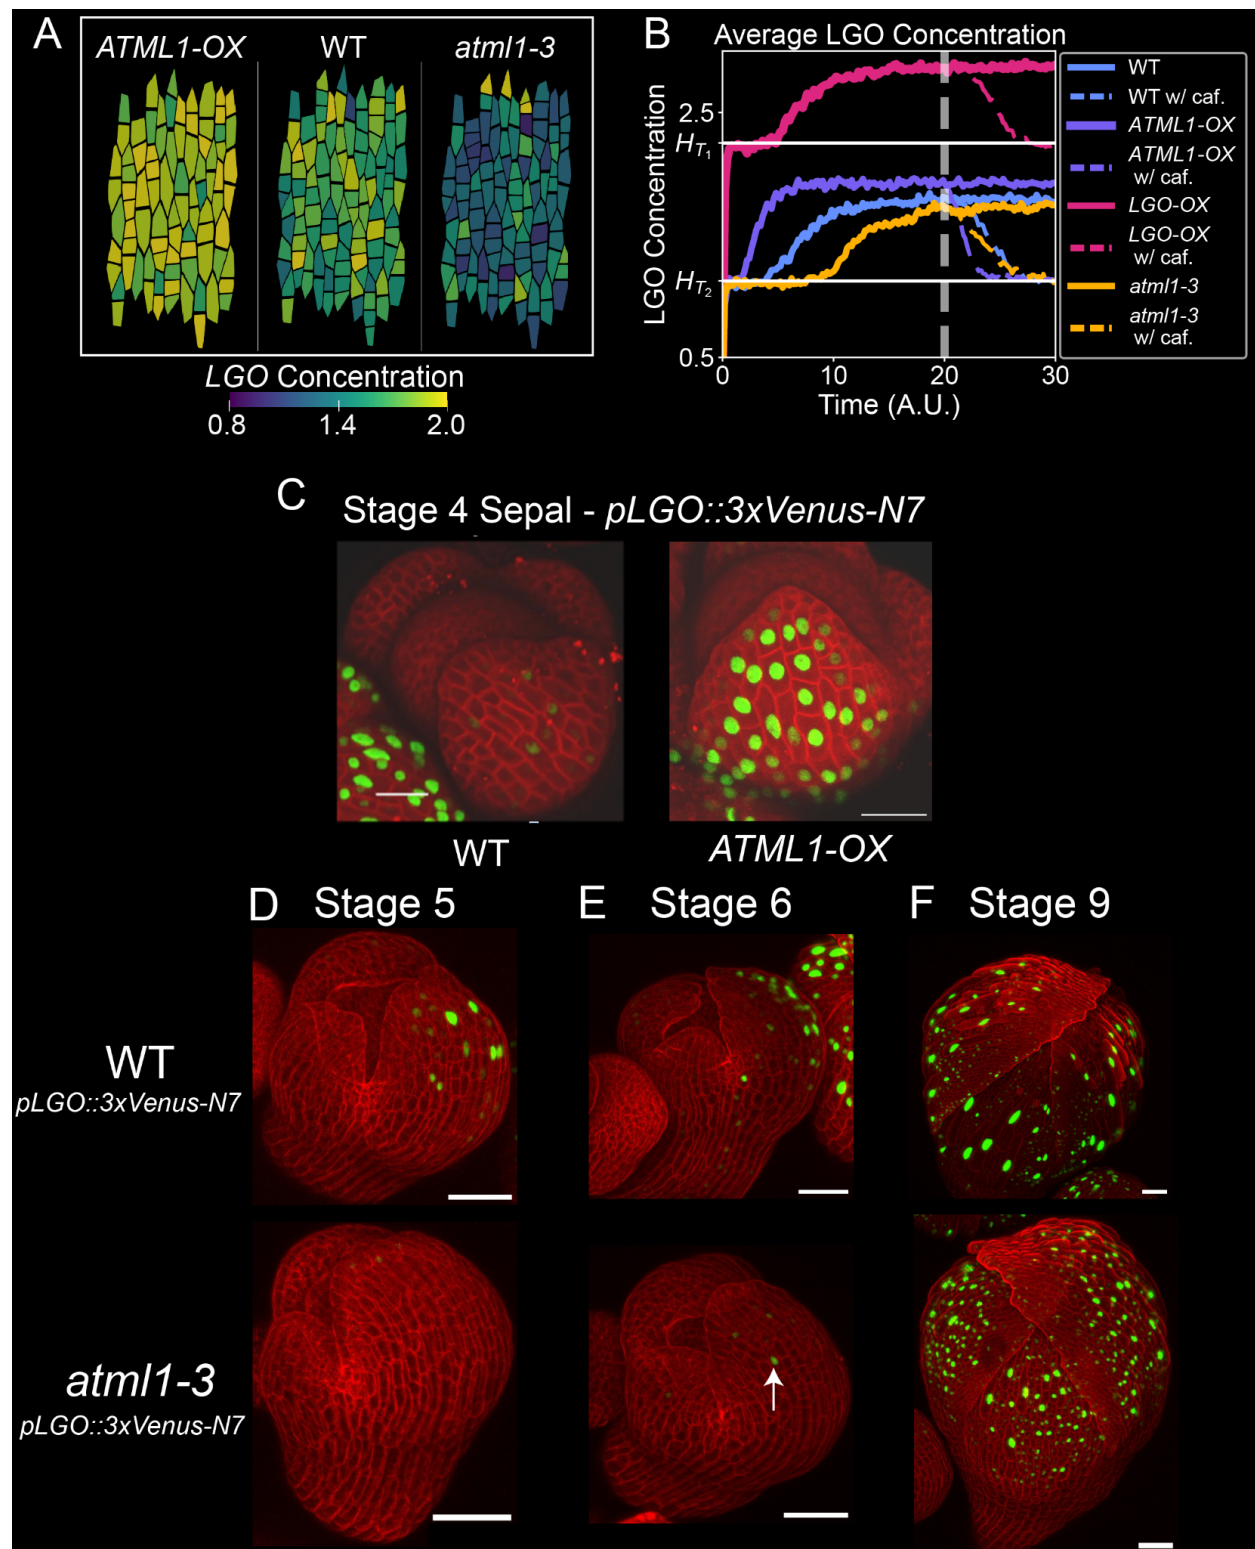 A
ATML1-OX
WT
atml1-3
LGO Concentration
0.8
1.4
2.0
B
Average LGO Concentration
LGO Concentration
2.5
HT1
HT2
0.5
0
10
20
30
Time (A.U.)
WT
WT w/ caf.
ATML1-OX
ATML1-OX
w/ caf.
LGO-OX
LGO-OX
w/ caf.
atml1-3
atml1-3
w/ caf.
C
Stage 4 Sepal - pLGO::3xVenus-N7
WT
ATML1-OX
D
Stage 5
E
Stage 6
F
Stage 9
WT
pLGO::3xVenus-N7
atml1-3
pLGO::3xVenus-N7